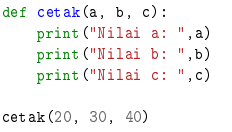 def cetak(a, b, c):
    print("Nilai a: ",a)
    print("Nilai b: ",b)
    print("Nilai c: ",c)

cetak(20, 30, 40)